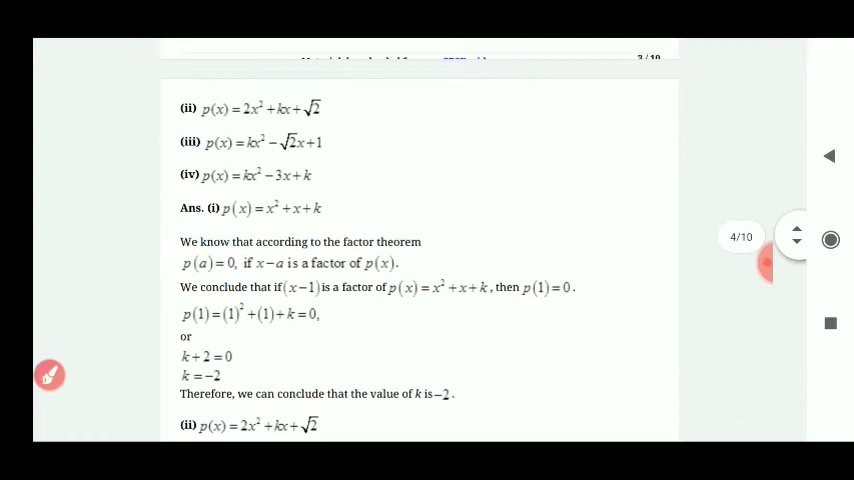 3 / 10
(ii) p(x) = 2x² + kx + √2
(iii) p(x) = kx² − √2x + 1
(iv) p(x) = kx² − 3x + k
Ans. (i) p(x) = x² + x + k
We know that according to the factor theorem
p(a) = 0, if x − a is a factor of p(x).
We conclude that if (x − 1) is a factor of p(x) = x² + x + k, then p(1) = 0.
p(1) = (1)² + (1) + k = 0,
or
k + 2 = 0
k = −2
Therefore, we can conclude that the value of k is −2.
(ii) p(x) = 2x² + kx + √2
4/10